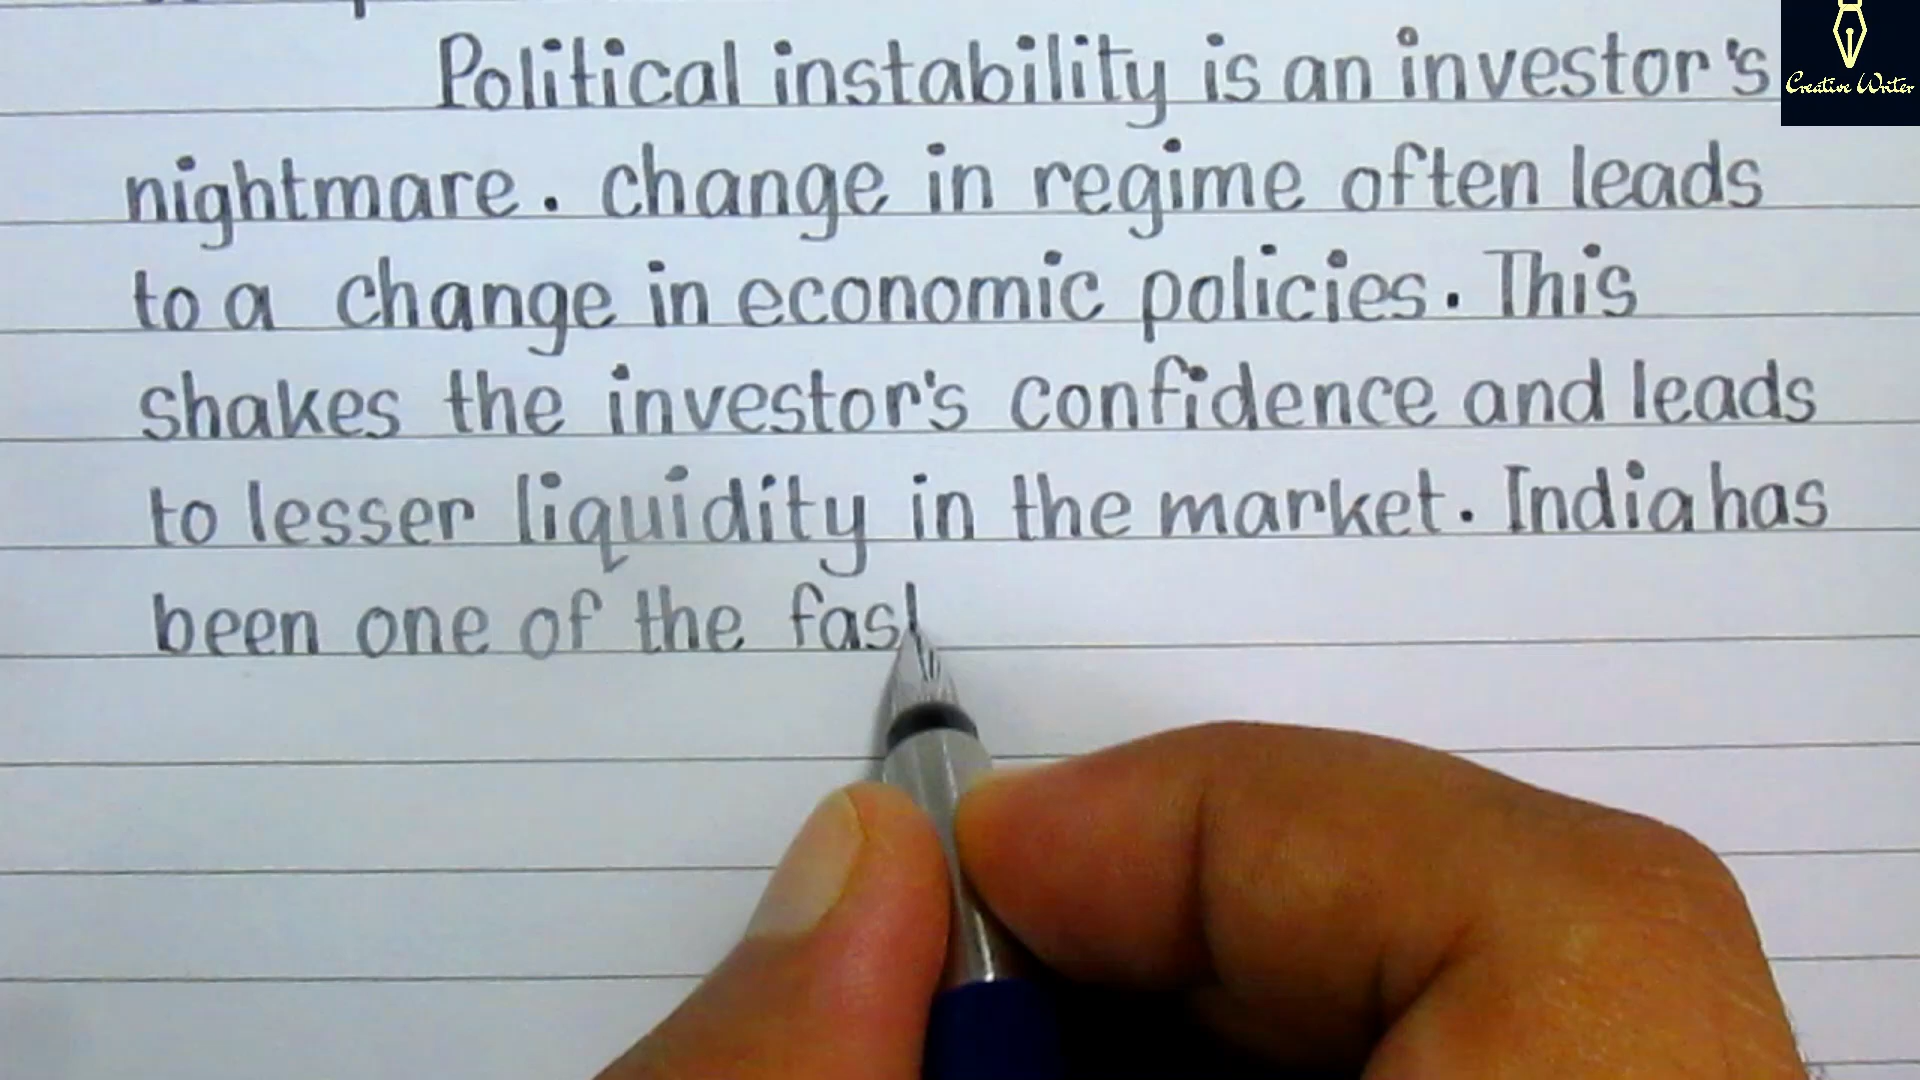 Political instability is an investor's
nightmare. change in regime often leads
to a change in economic policies. This
shakes the investor's confidence and leads
to lesser liquidity in the market. India has
been one of the fas
Creative Writer